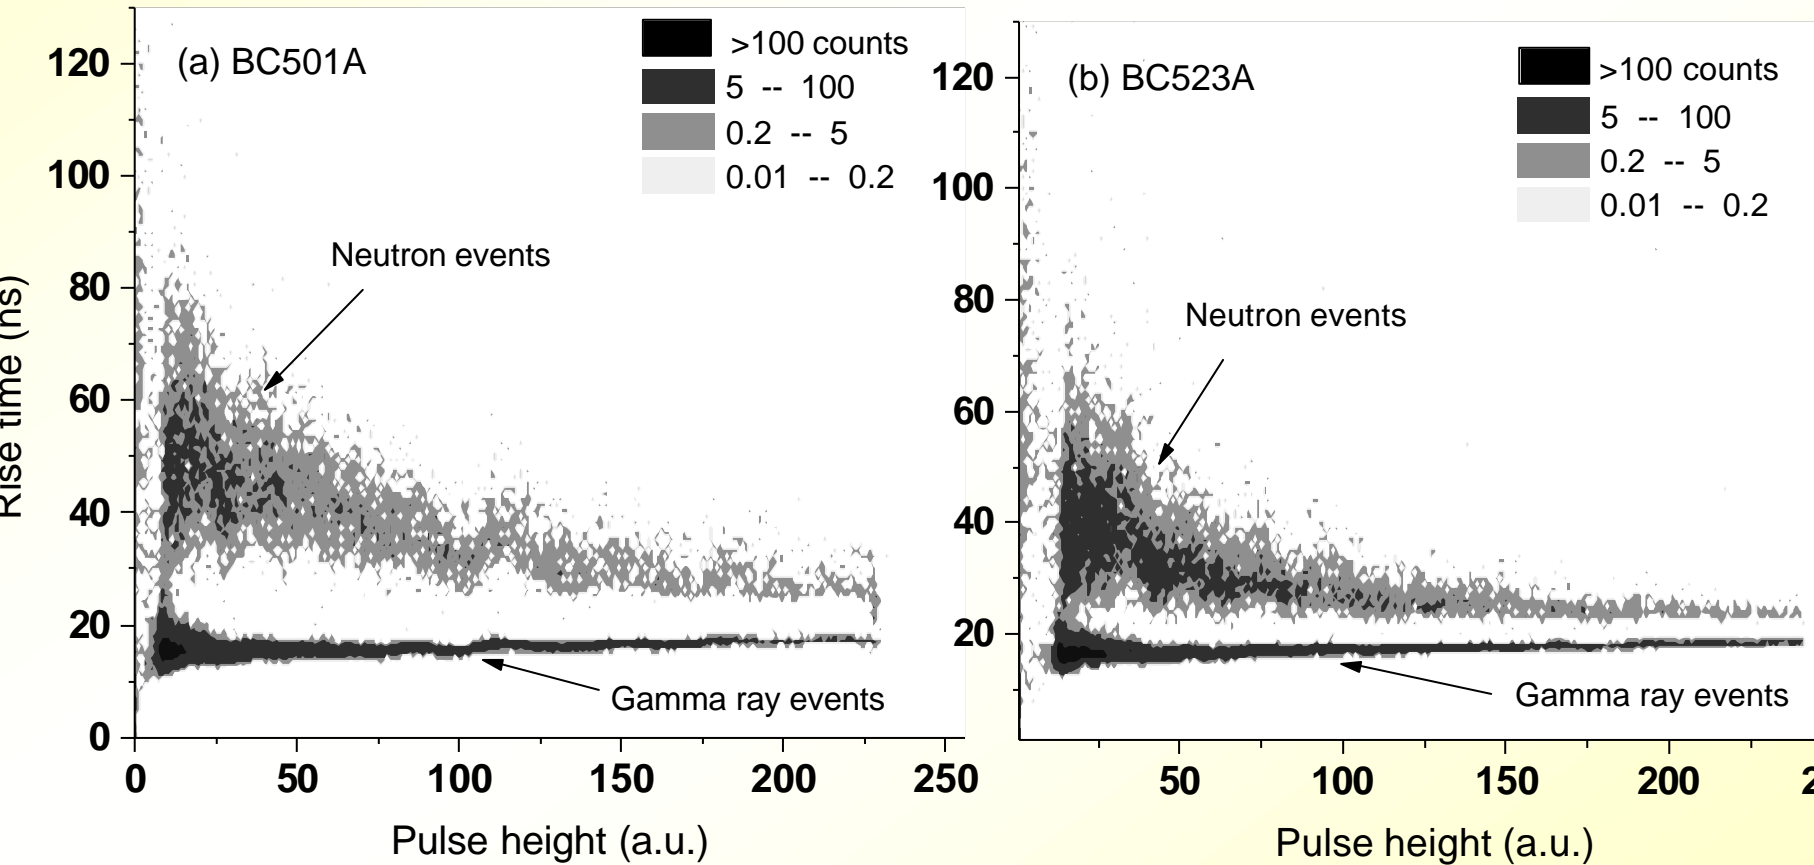 (a) BC501A
>100 counts
5 -- 100
0.2 -- 5
0.01 -- 0.2
Neutron events
Gamma ray events
Rise time (ns)
120
100
80
60
40
20
0
0 50 100 150 200 250
Pulse height (a.u.)
(b) BC523A
>100 counts
5 -- 100
0.2 -- 5
0.01 -- 0.2
Neutron events
Gamma ray events
120
100
80
60
40
20
50 100 150 200
Pulse height (a.u.)